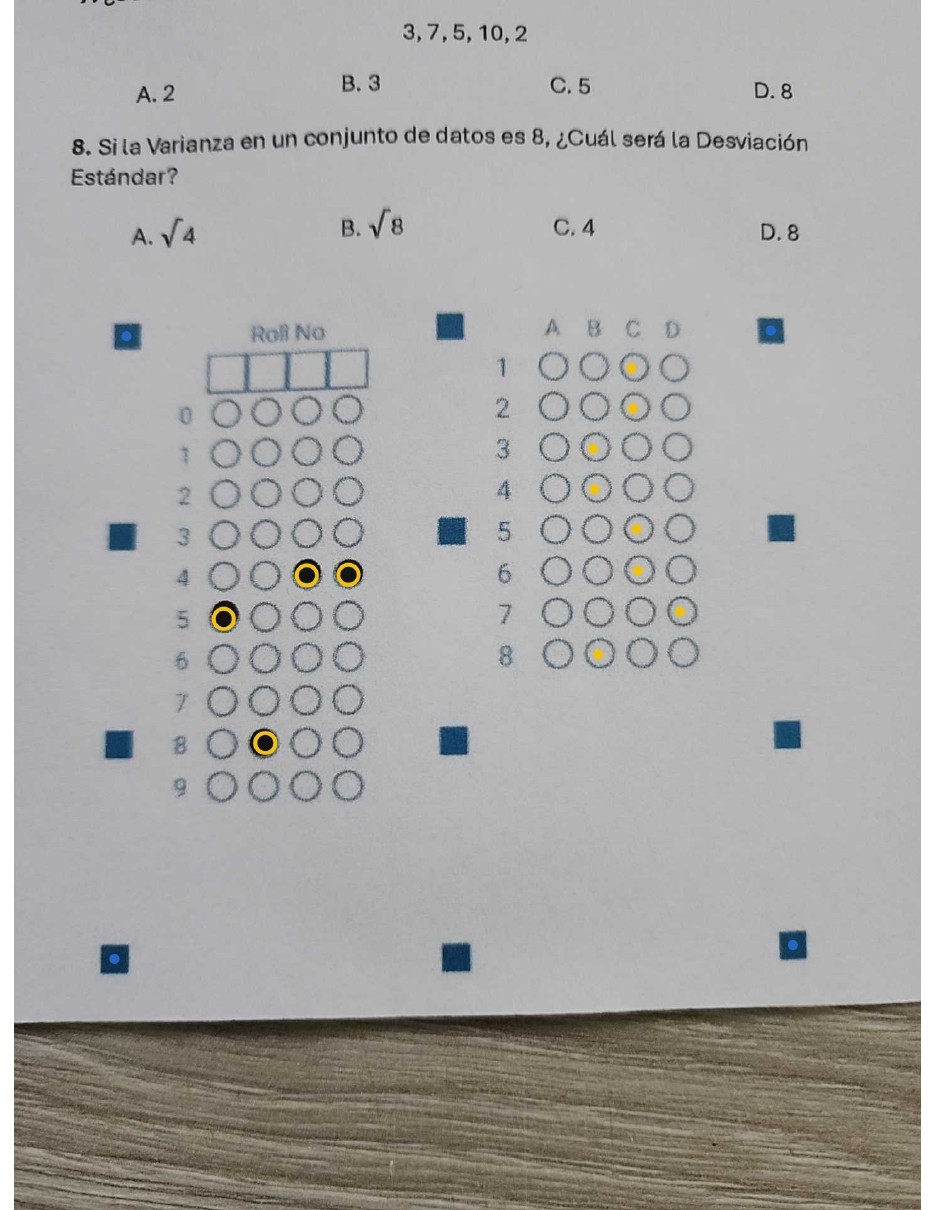 3, 7, 5, 10, 2
A. 2 B. 3 C. 5 D. 8
8. Si la Varianza en un conjunto de datos es 8, ¿Cuál será la Desviación
Estándar?
A. √4 B. √8 C. 4 D. 8
Roll No
0
1
2
3
4
5
6
7
8
9
A B C D
1
2
3
4
5
6
7
8